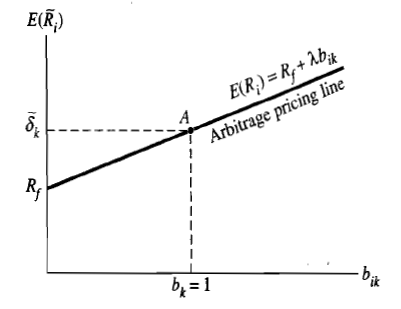 E(R̃ᵢ)
E(Rᵢ) = R_f + λb_ik
Arbitrage pricing line
A
δ̄_k
R_f
b_k = 1
b_ik